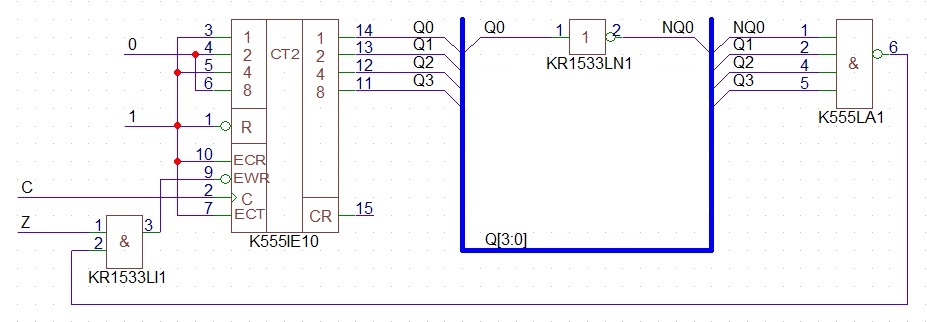 0
1
C
Z
3 1 1 14 Q0
4 2 CT2 2 13 Q1
5 4 4 12 Q2
6 8 8 11 Q3
1 R
10 ECR
9 EWR
2 C
7 ECT
CR 15
K555IE10
1 & 3
2
KR1533LI1
Q0 1 1 2 NQ0
KR1533LN1
Q[3:0]
NQ0 1
Q1 2
Q2 4
Q3 5
& 6
K555LA1